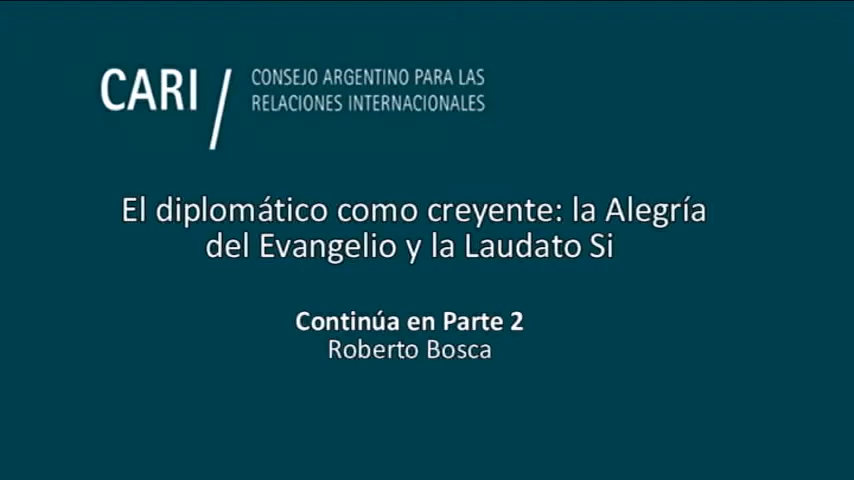 CARI /
CONSEJO ARGENTINO PARA LAS
RELACIONES INTERNACIONALES
El diplomático como creyente: la Alegría
del Evangelio y la Laudato Si
Continúa en Parte 2
Roberto Bosca